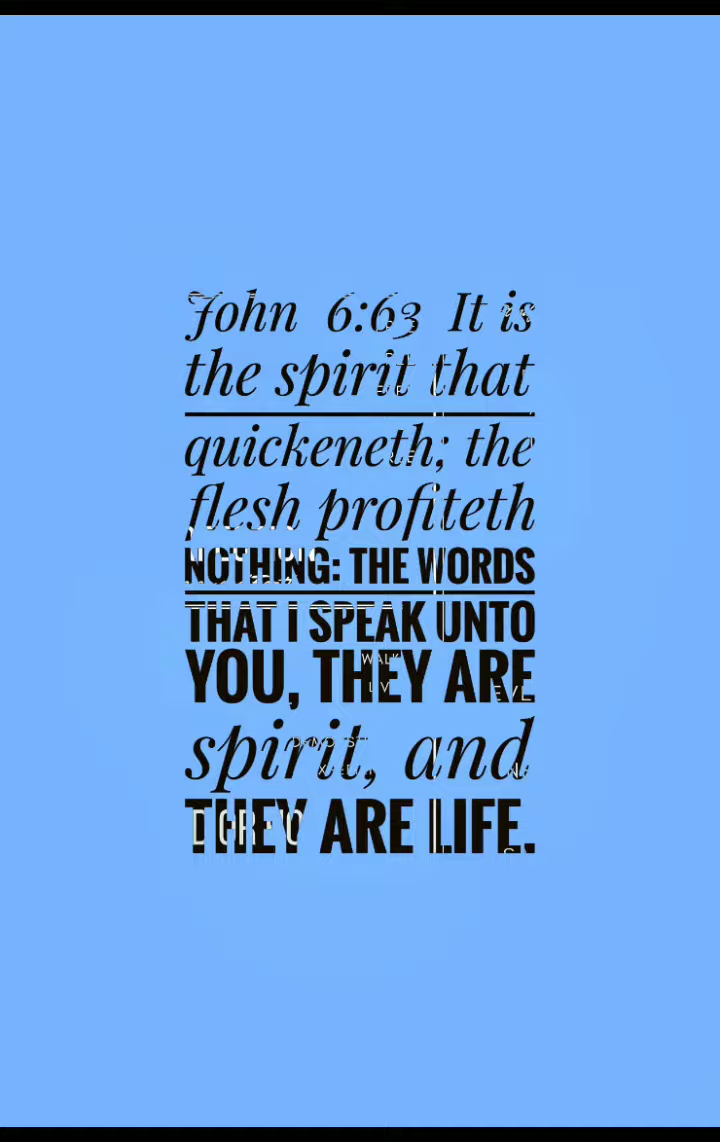 John 6:63 It is
the spirit that
quickeneth; the
flesh profiteth
NOTHING: THE WORDS
THAT I SPEAK UNTO
YOU, THEY ARE
spirit, and
THEY ARE LIFE.